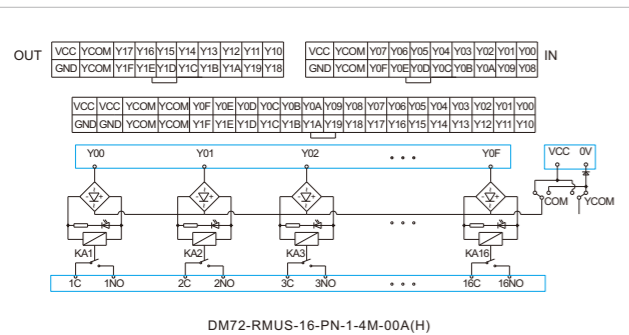 OUT VCC YCOM Y17 Y16 Y15 Y14 Y13 Y12 Y11 Y10 VCC YCOM Y07 Y06 Y05 Y04 Y03 Y02 Y01 Y00 IN
GND YCOM Y1F Y1E Y1D Y1C Y1B Y1A Y19 Y18 GND YCOM Y0F Y0E Y0D Y0C Y0B Y0A Y09 Y08
VCC VCC YCOM YCOM Y0F Y0E Y0D Y0C Y0B Y0A Y09 Y08 Y07 Y06 Y05 Y04 Y03 Y02 Y01 Y00
GND GND YCOM YCOM Y1F Y1E Y1D Y1C Y1B Y1A Y19 Y18 Y17 Y16 Y15 Y14 Y13 Y12 Y11 Y10
Y00 Y01 Y02 • • • Y0F VCC 0V
COM YCOM
• • •
KA1 KA2 KA3 KA16
1C 1NO 2C 2NO 3C 3NO • • • 16C 16NO
DM72-RMUS-16-PN-1-4M-00A(H)